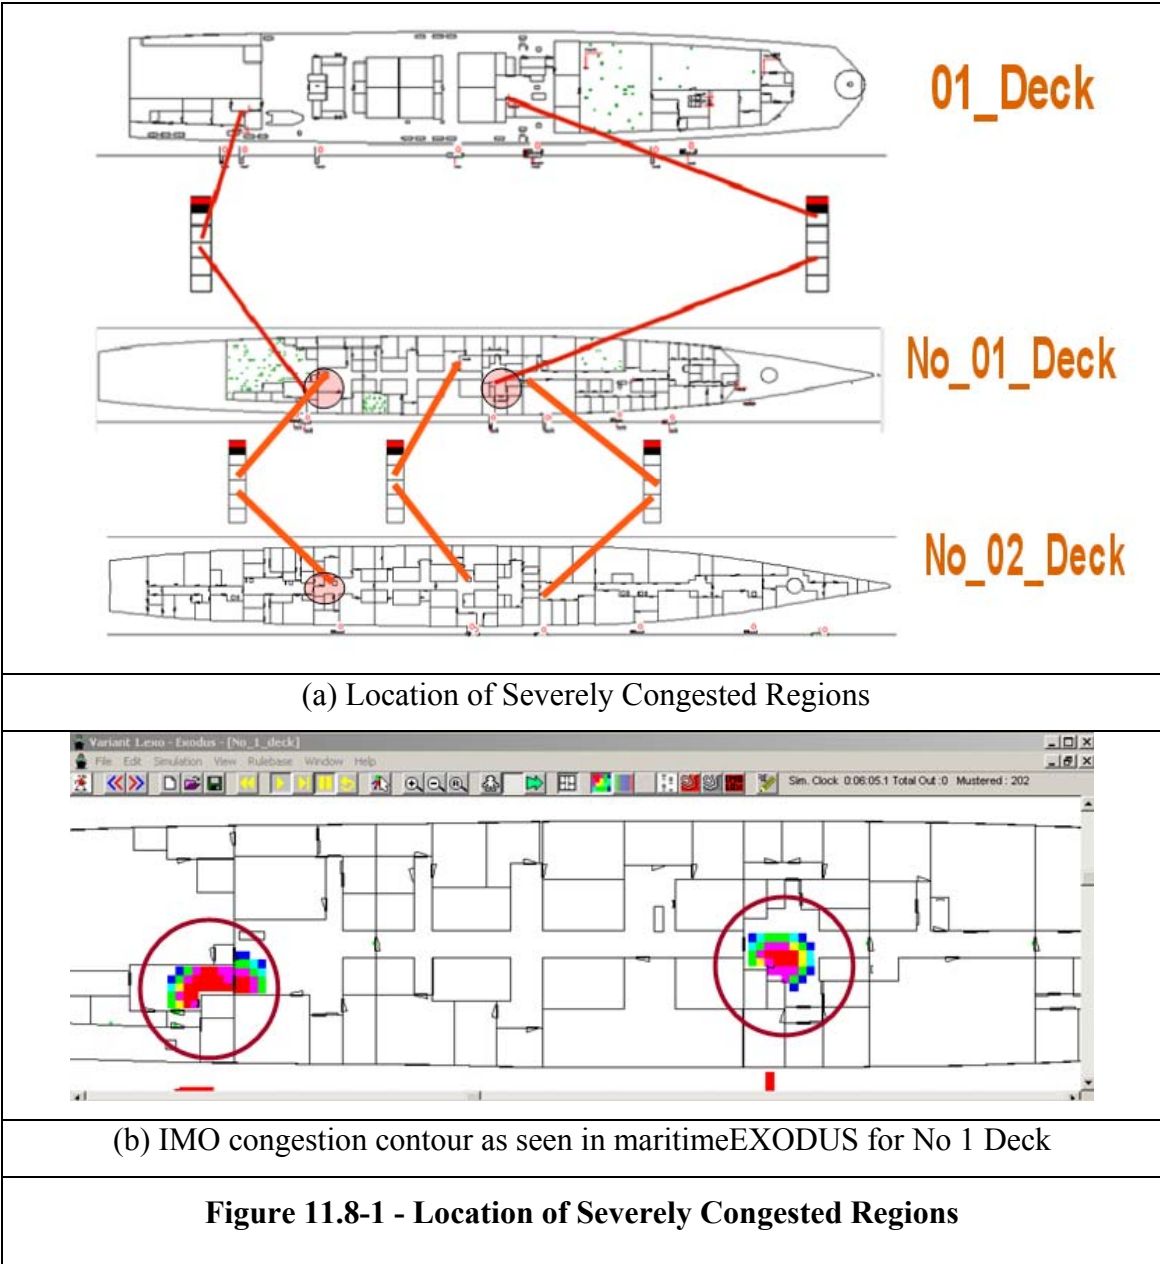 01_Deck
No_01_Deck
No_02_Deck
(a) Location of Severely Congested Regions
Variant 1.exo - Exodus - [No_1_deck]
File Edit Simulation View Rulebase Window Help
Sim. Clock 0:06:05.1 Total Out :0 Mustered : 202
(b) IMO congestion contour as seen in maritimeEXODUS for No 1 Deck
Figure 11.8-1 - Location of Severely Congested Regions